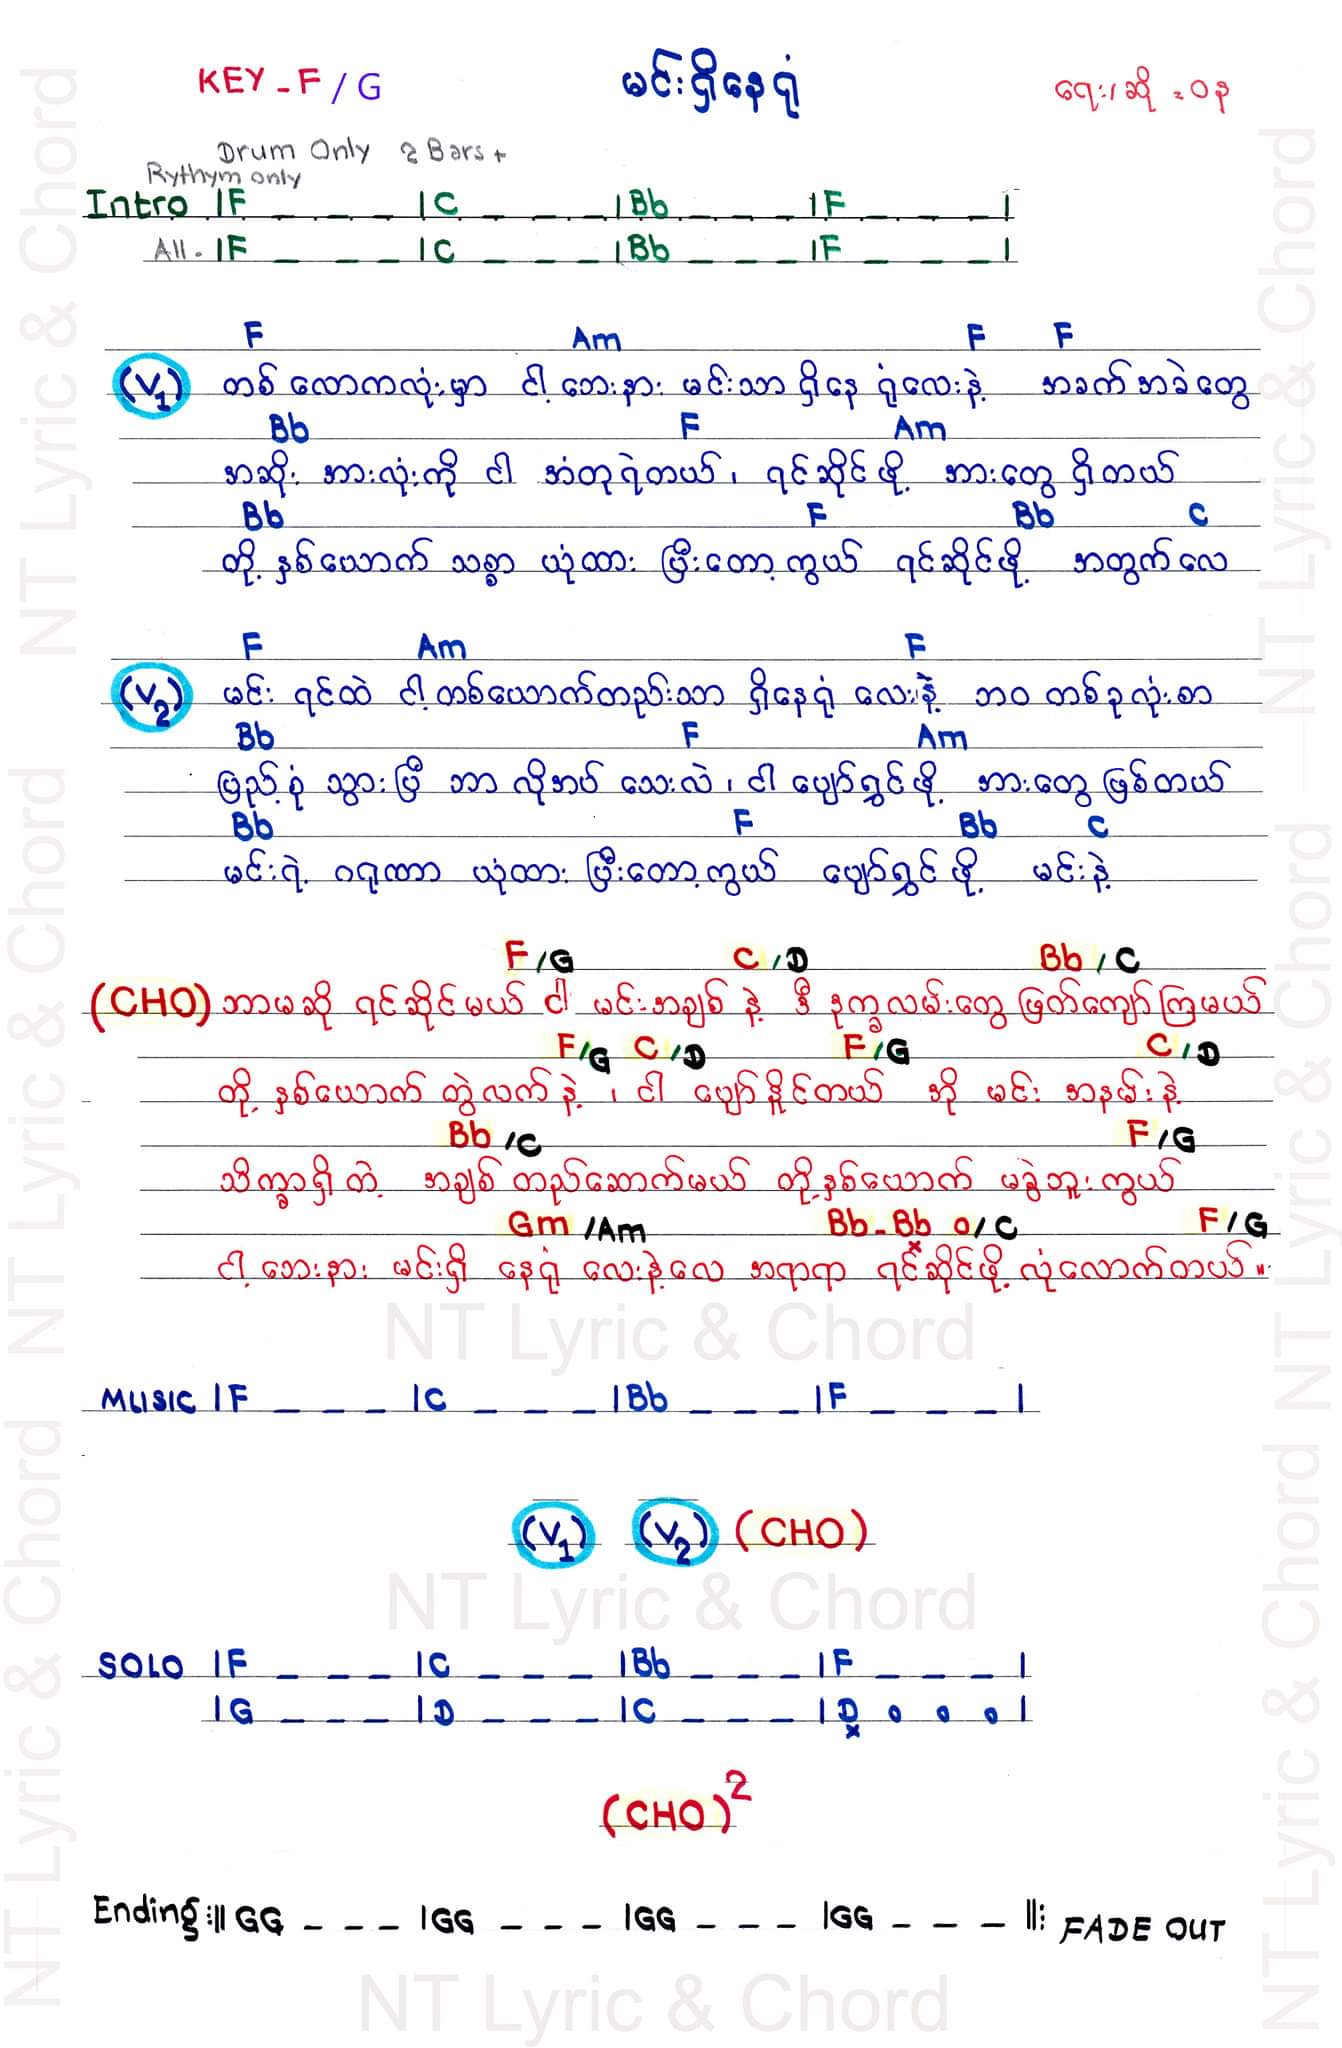 KEY - F / G
မင်းရှိနေရုံ
ရေး/ဆို = ဝန
Drum Only 2 Bars +
Rythym only
Intro |F _ _ _ |C _ _ _ |Bb _ _ _ |F _ _ _ |
All - |F _ _ _ |C _ _ _ |Bb _ _ _ |F _ _ _ |
F Am F F
(V1) တစ် လောကလုံးမှာ ငါ့ ဘေးနား မင်းသာ ရှိနေ ရုံလေးနဲ့ အခက်အခဲတွေ
Bb F Am
အဆိုး အားလုံးကို ငါ အံတုရဲတယ်၊ ရင်ဆိုင်ဖို့ အားတွေ ရှိတယ်
Bb F Bb C
တို့ နှစ်ယောက် သစ္စာ ယုံထား ပြီးတော့ကွယ် ရင်ဆိုင်ဖို့ အတွက်လေ
F Am F
(V2) မင်း ရင်ထဲ ငါ့တစ်ယောက်တည်းသာ ရှိနေရုံ လေးနဲ့ ဘဝ တစ်ခုလုံးစာ
Bb F Am
ပြည့်စုံ သွားပြီ ဘာ လိုအပ် သေးလဲ၊ ငါ ပျော်ရွှင်ဖို့ အားတွေ ဖြစ်တယ်
Bb F Bb C
မင်းရဲ့ ဂရုဏာ ယုံထား ပြီးတော့ကွယ် ပျော်ရွှင်ဖို့ မင်းနဲ့
F/G C/D Bb/C
(CHO) ဘာမဆို ရင်ဆိုင်မယ် ငါ မင်းအချစ် နဲ့ ဒီ ဒုက္ခလမ်းတွေ ဖြတ်ကျော်ကြမယ်
F/G C/D F/G C/D
တို့ နှစ်ယောက် တွဲလက်နဲ့ ၊ ငါ ပျော်နိုင်တယ် အို မင်း အနမ်းနဲ့
Bb/C F/G
သိက္ခာရှိတဲ့ အချစ် တည်ဆောက်မယ် တို့နှစ်ယောက် မခွဲဘူးကွယ်
Gm/Am Bb-Bb o/C F/G
ငါ့ဘေးနား မင်းရှိ နေရုံ လေးနဲ့လေ အရာရာ ရင်ဆိုင်ဖို့ လုံလောက်တယ်။
MUSIC |F _ _ _ |C _ _ _ |Bb _ _ _ |F _ _ _ |
(V1) (V2) (CHO)
SOLO |F _ _ _ |C _ _ _ |Bb _ _ _ |F _ _ _ |
|G _ _ _ |D _ _ _ |C _ _ _ |D o o o |
x
(CHO)²
Ending :|| GG _ _ _ |GG _ _ _ |GG _ _ _ |GG _ _ _ ||: FADE OUT
NT Lyric & Chord
NT Lyric & Chord
NT Lyric & Chord